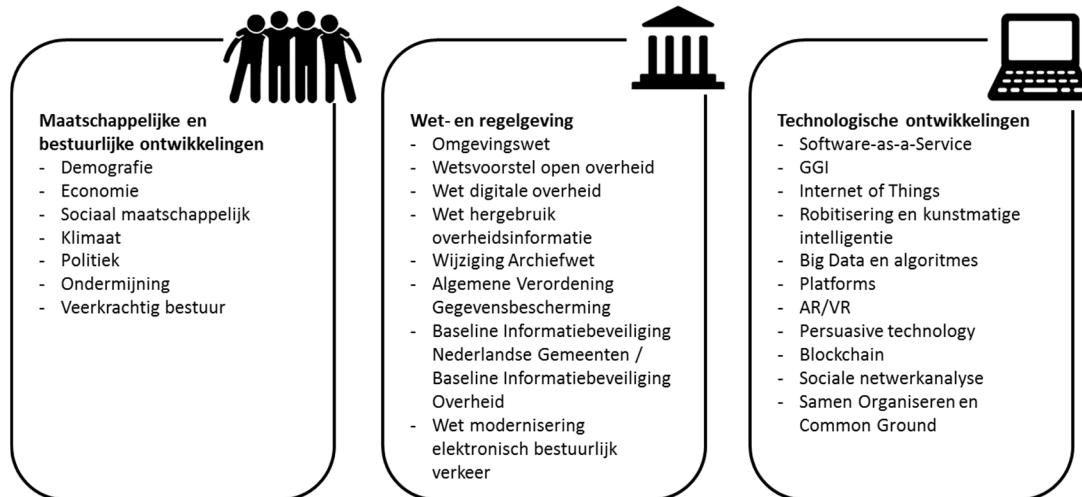 Maatschappelijke en
bestuurlijke ontwikkelingen
- Demografie
- Economie
- Sociaal maatschappelijk
- Klimaat
- Politiek
- Ondermijning
- Veerkrachtig bestuur
Wet- en regelgeving
- Omgevingswet
- Wetsvoorstel open overheid
- Wet digitale overheid
- Wet hergebruik
overheidsinformatie
- Wijziging Archiefwet
- Algemene Verordening
Gegevensbescherming
- Baseline Informatiebeveiliging
Nederlandse Gemeenten /
Baseline Informatiebeveiliging
Overheid
- Wet modernisering
elektronisch bestuurlijk
verkeer
Technologische ontwikkelingen
- Software-as-a-Service
- GGI
- Internet of Things
- Robitisering en kunstmatige
intelligentie
- Big Data en algoritmes
- Platforms
- AR/VR
- Persuasive technology
- Blockchain
- Sociale netwerkanalyse
- Samen Organiseren en
Common Ground